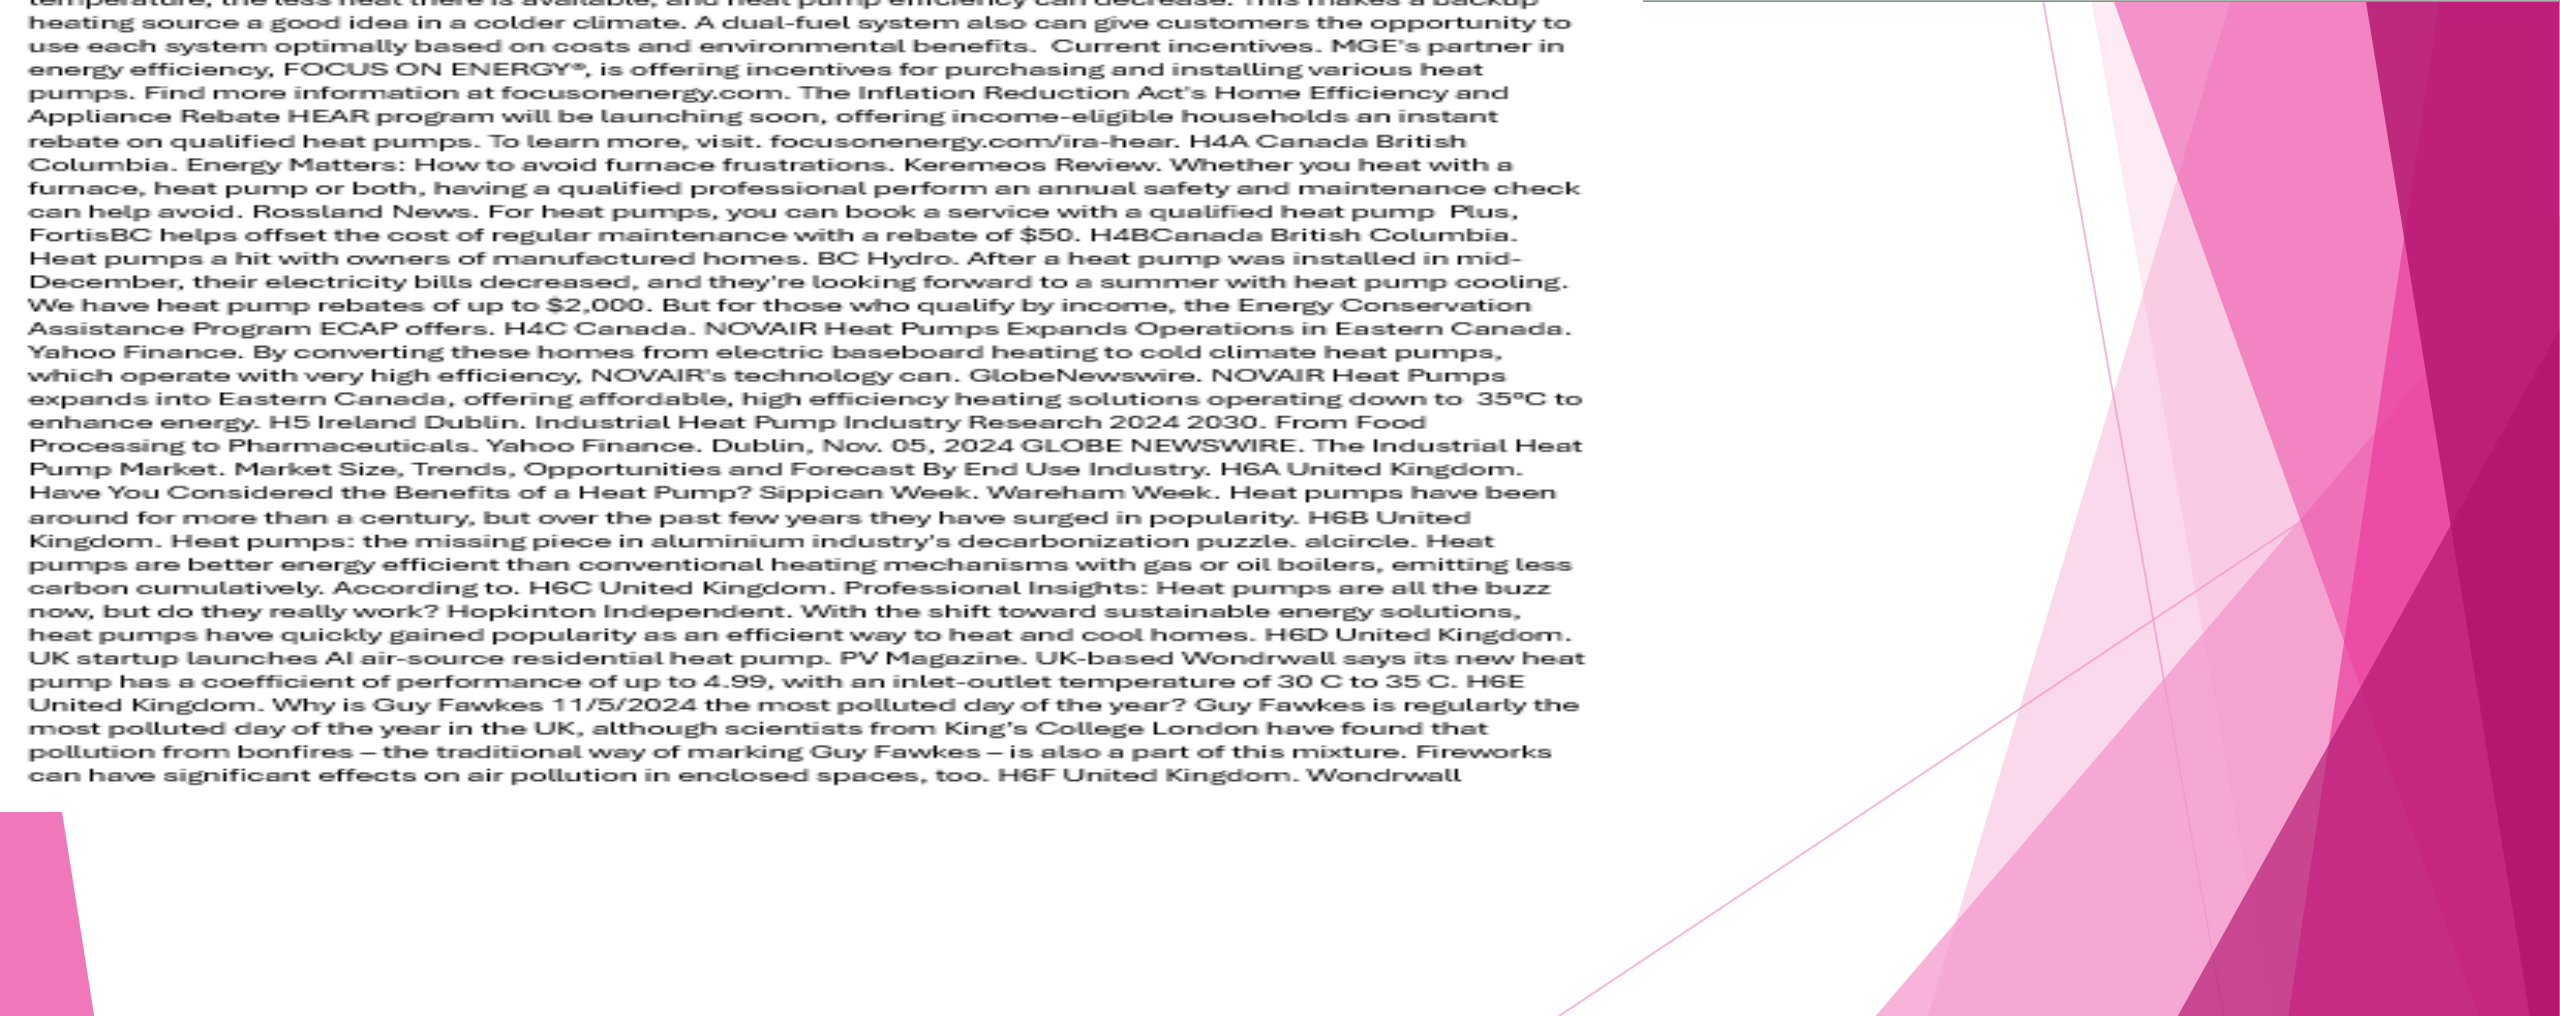 temperature, the less heat there is available, and heat pump efficiency can decrease. This makes a backup
heating source a good idea in a colder climate. A dual-fuel system also can give customers the opportunity to
use each system optimally based on costs and environmental benefits.  Current incentives. MGE's partner in
energy efficiency, FOCUS ON ENERGY®, is offering incentives for purchasing and installing various heat
pumps. Find more information at focusonenergy.com. The Inflation Reduction Act's Home Efficiency and
Appliance Rebate HEAR program will be launching soon, offering income-eligible households an instant
rebate on qualified heat pumps. To learn more, visit. focusonenergy.com/ira-hear. H4A Canada British
Columbia. Energy Matters: How to avoid furnace frustrations. Keremeos Review. Whether you heat with a
furnace, heat pump or both, having a qualified professional perform an annual safety and maintenance check
can help avoid. Rossland News. For heat pumps, you can book a service with a qualified heat pump  Plus,
FortisBC helps offset the cost of regular maintenance with a rebate of $50. H4BCanada British Columbia.
Heat pumps a hit with owners of manufactured homes. BC Hydro. After a heat pump was installed in mid-
December, their electricity bills decreased, and they're looking forward to a summer with heat pump cooling.
We have heat pump rebates of up to $2,000. But for those who qualify by income, the Energy Conservation
Assistance Program ECAP offers. H4C Canada. NOVAIR Heat Pumps Expands Operations in Eastern Canada.
Yahoo Finance. By converting these homes from electric baseboard heating to cold climate heat pumps,
which operate with very high efficiency, NOVAIR's technology can. GlobeNewswire. NOVAIR Heat Pumps
expands into Eastern Canada, offering affordable, high efficiency heating solutions operating down to  35°C to
enhance energy. H5 Ireland Dublin. Industrial Heat Pump Industry Research 2024 2030. From Food
Processing to Pharmaceuticals. Yahoo Finance. Dublin, Nov. 05, 2024 GLOBE NEWSWIRE. The Industrial Heat
Pump Market. Market Size, Trends, Opportunities and Forecast By End Use Industry. H6A United Kingdom.
Have You Considered the Benefits of a Heat Pump? Sippican Week. Wareham Week. Heat pumps have been
around for more than a century, but over the past few years they have surged in popularity. H6B United
Kingdom. Heat pumps: the missing piece in aluminium industry's decarbonization puzzle. alcircle. Heat
pumps are better energy efficient than conventional heating mechanisms with gas or oil boilers, emitting less
carbon cumulatively. According to. H6C United Kingdom. Professional Insights: Heat pumps are all the buzz
now, but do they really work? Hopkinton Independent. With the shift toward sustainable energy solutions,
heat pumps have quickly gained popularity as an efficient way to heat and cool homes. H6D United Kingdom.
UK startup launches AI air-source residential heat pump. PV Magazine. UK-based Wondrwall says its new heat
pump has a coefficient of performance of up to 4.99, with an inlet-outlet temperature of 30 C to 35 C. H6E
United Kingdom. Why is Guy Fawkes 11/5/2024 the most polluted day of the year? Guy Fawkes is regularly the
most polluted day of the year in the UK, although scientists from King's College London have found that
pollution from bonfires – the traditional way of marking Guy Fawkes – is also a part of this mixture. Fireworks
can have significant effects on air pollution in enclosed spaces, too. H6F United Kingdom. Wondrwall